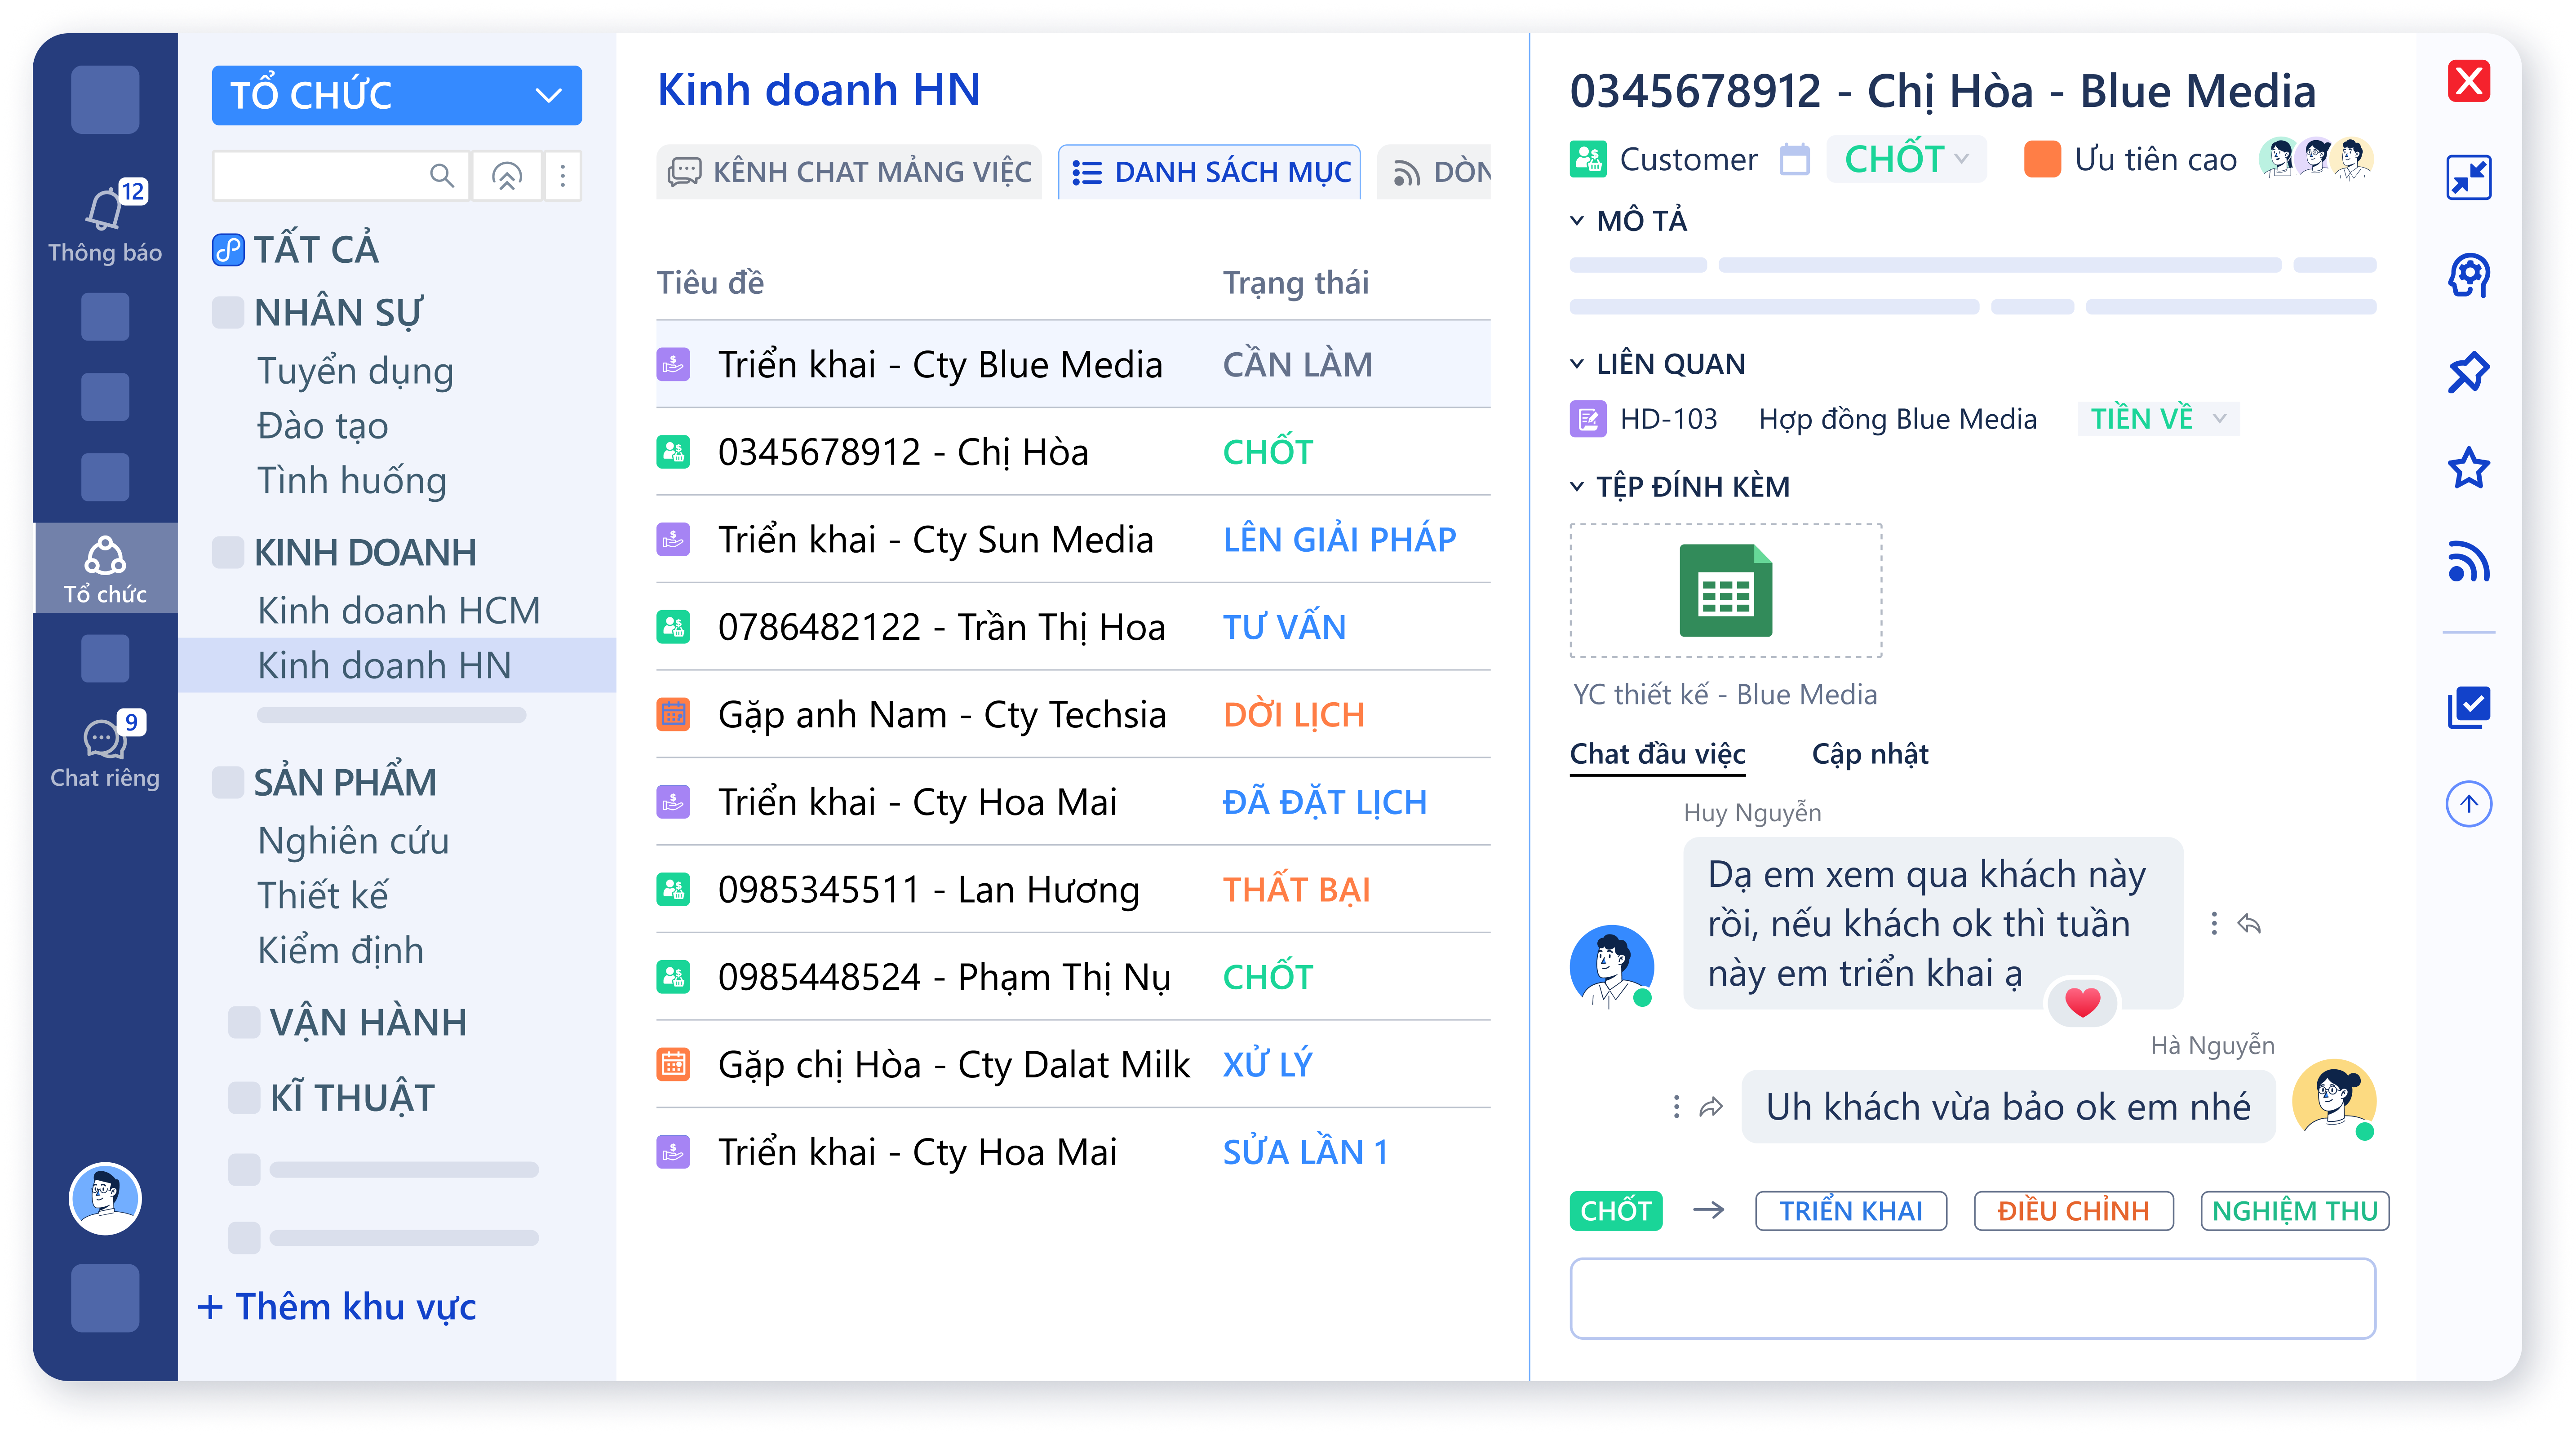 12
Thông báo
Tổ chức
9
Chat riêng
TỔ CHỨC
TẤT CẢ
NHÂN SỰ
Tuyển dụng
Đào tạo
Tình huống
KINH DOANH
Kinh doanh HCM
Kinh doanh HN
SẢN PHẨM
Nghiên cứu
Thiết kế
Kiểm định
VẬN HÀNH
KĨ THUẬT
+ Thêm khu vực
Kinh doanh HN
KÊNH CHAT MẢNG VIỆC
DANH SÁCH MỤC
DÒN
Tiêu đề Trạng thái
Triển khai - Cty Blue Media CẦN LÀM
0345678912 - Chị Hòa CHỐT
Triển khai - Cty Sun Media LÊN GIẢI PHÁP
0786482122 - Trần Thị Hoa TƯ VẤN
Gặp anh Nam - Cty Techsia DỜI LỊCH
Triển khai - Cty Hoa Mai ĐÃ ĐẶT LỊCH
0985345511 - Lan Hương THẤT BẠI
0985448524 - Phạm Thị Nụ CHỐT
Gặp chị Hòa - Cty Dalat Milk XỬ LÝ
Triển khai - Cty Hoa Mai SỬA LẦN 1
0345678912 - Chị Hòa - Blue Media
Customer CHỐT Ưu tiên cao
MÔ TẢ
LIÊN QUAN
HD-103 Hợp đồng Blue Media TIỀN VỀ
TỆP ĐÍNH KÈM
YC thiết kế - Blue Media
Chat đầu việc Cập nhật
Huy Nguyễn
Dạ em xem qua khách này
rồi, nếu khách ok thì tuần
này em triển khai ạ
Hà Nguyễn
Uh khách vừa bảo ok em nhé
CHỐT → TRIỂN KHAI ĐIỀU CHỈNH NGHIỆM THU